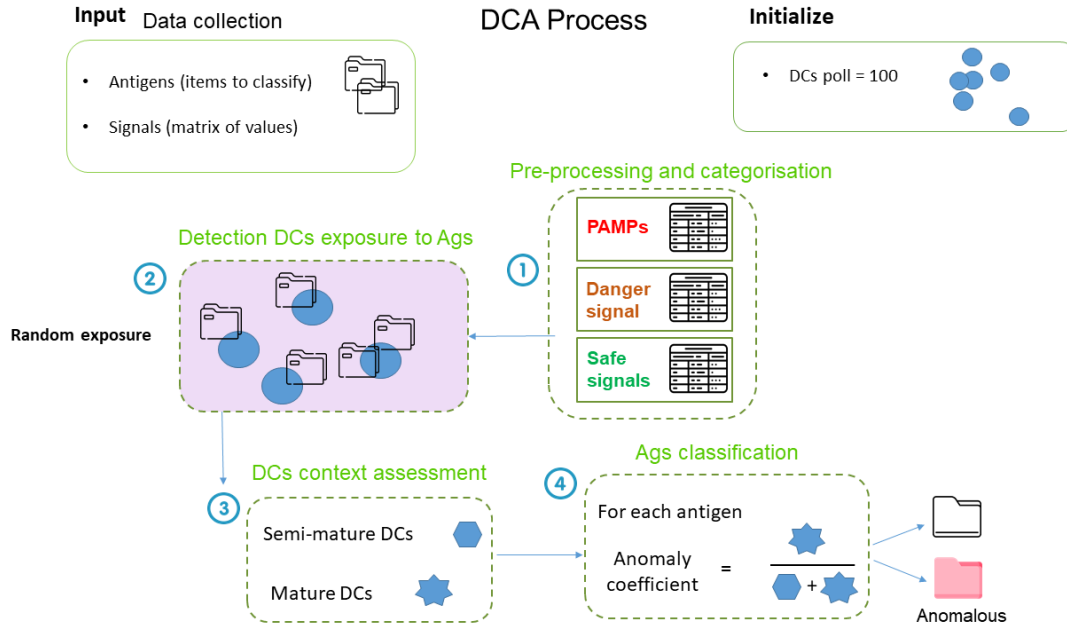 DCA Process
Input
Data collection
• Antigens (items to classify)
• Signals (matrix of values)
Initialize
• DCs poll = 100
Pre-processing and categorisation
1
PAMPs
Danger
signal
Safe
signals
Detection DCs exposure to Ags
2
Random exposure
DCs context assessment
3
Semi-mature DCs
Mature DCs
Ags classification
4
For each antigen
Anomaly
coefficient
=
+
Anomalous